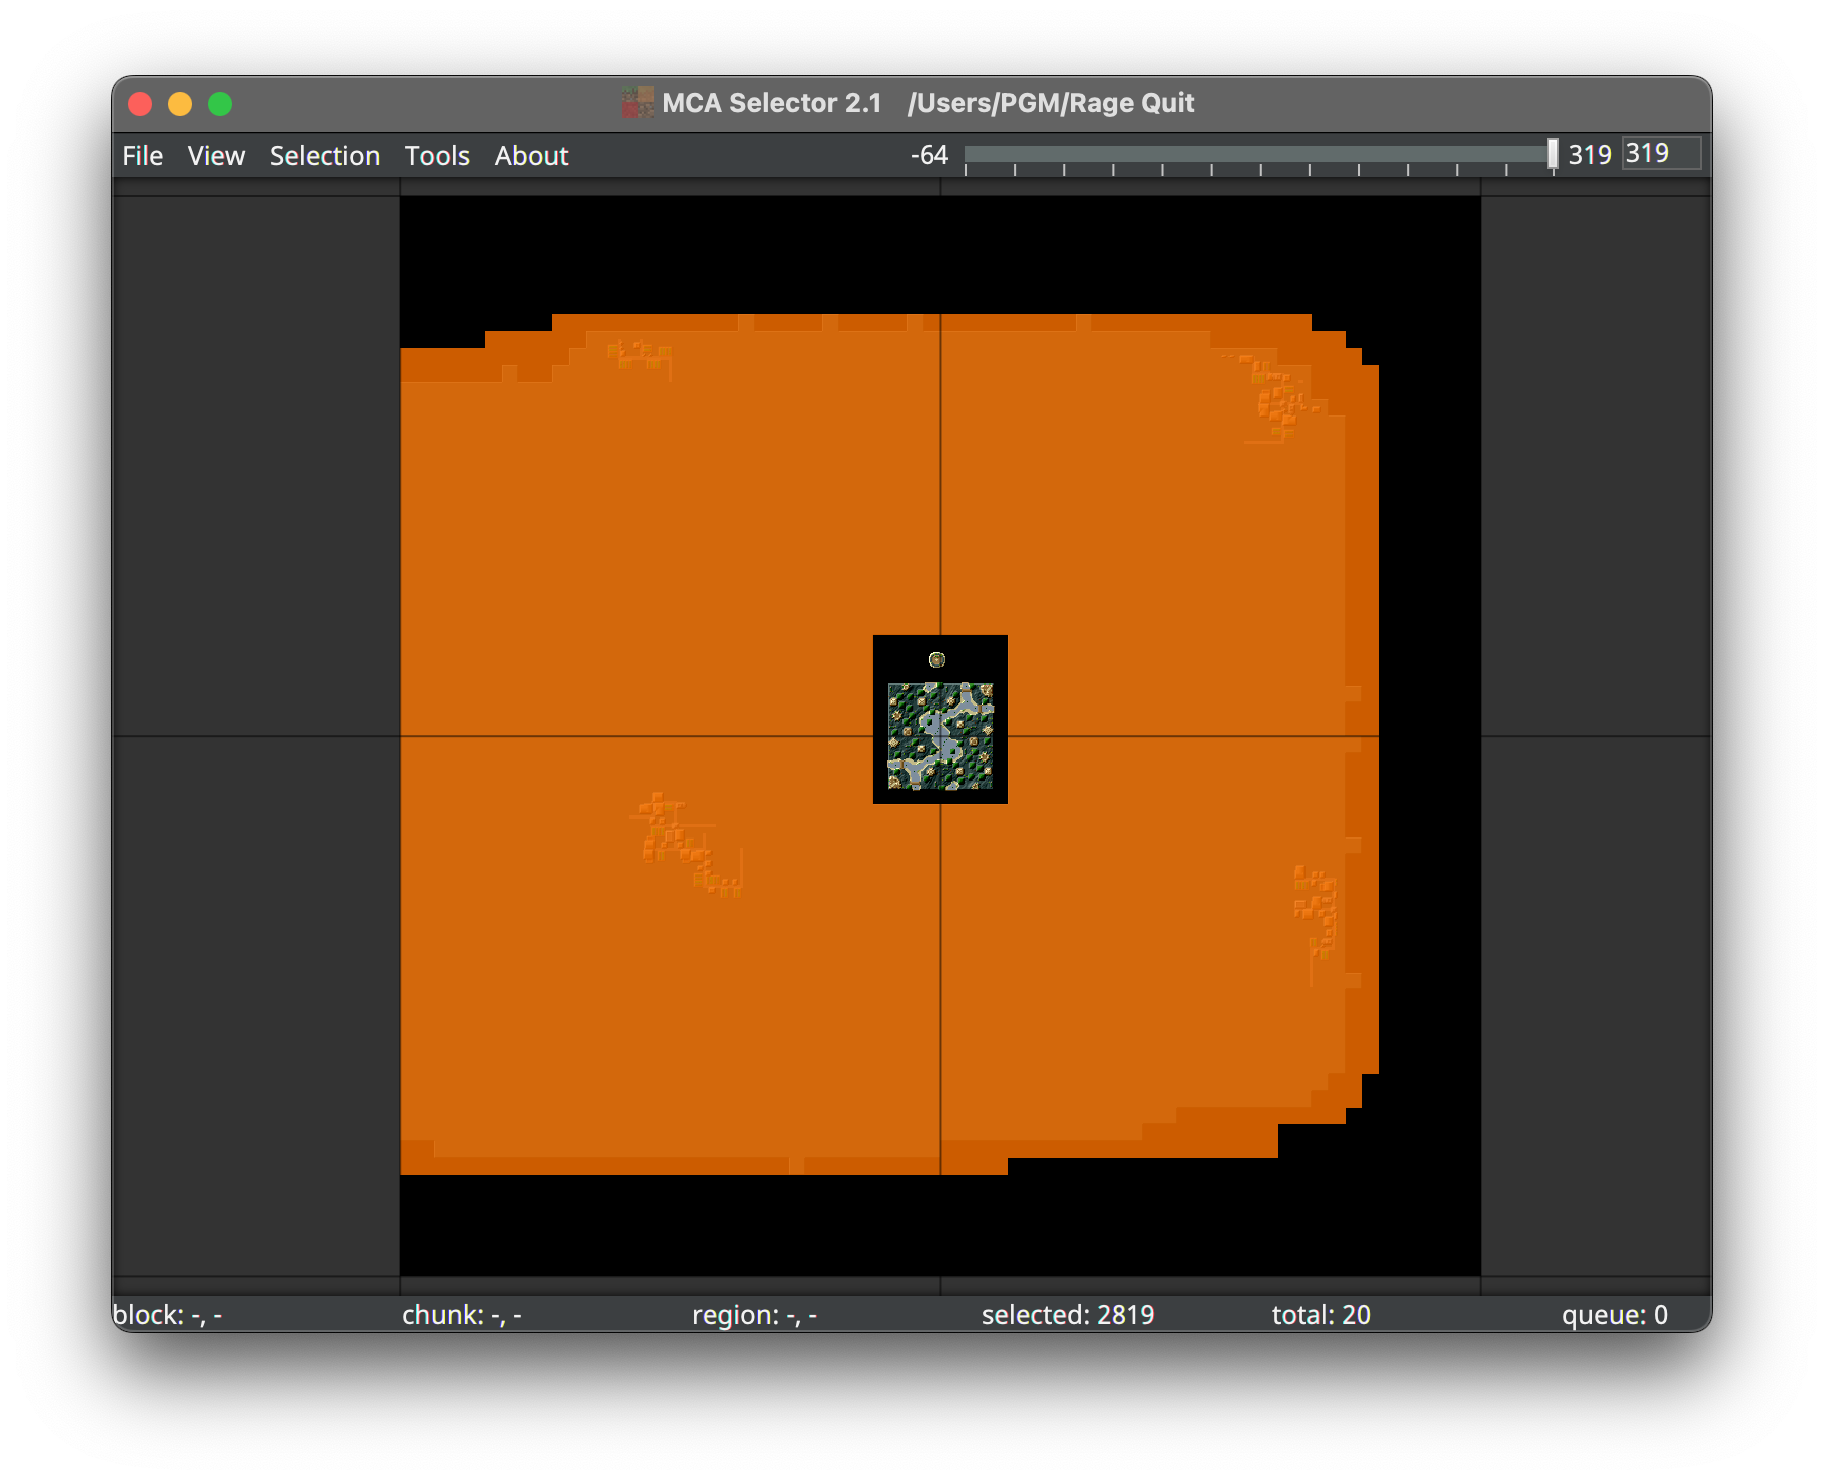 MCA Selector 2.1 /Users/PGM/Rage Quit
File View Selection Tools About -64 319 319
block: -, - chunk: -, - region: -, - selected: 2819 total: 20 queue: 0